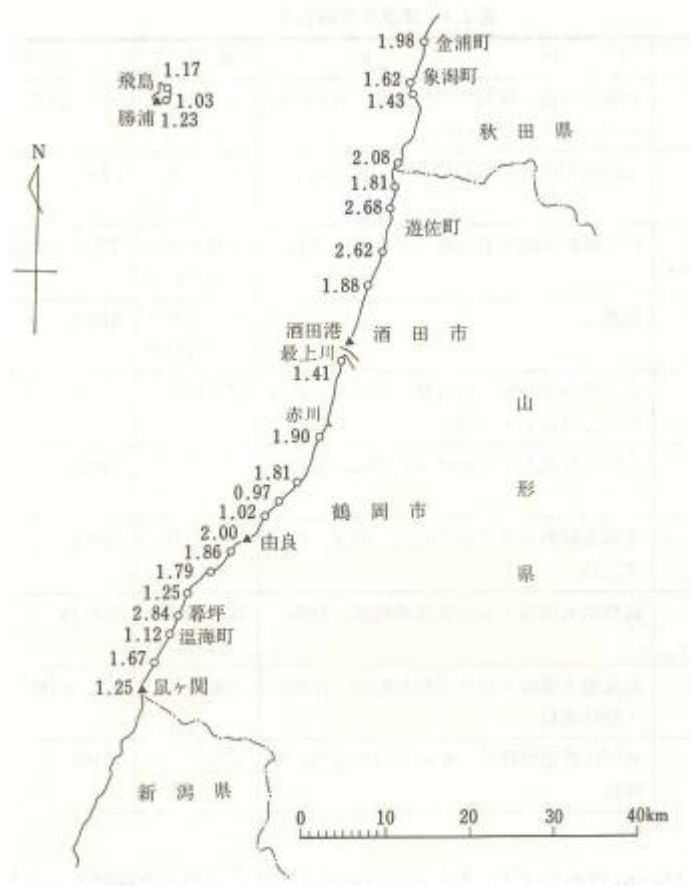 1.98 金浦町
1.17
飛島
1.62 象潟町
1.03
1.43
勝浦 1.23
秋田県
N
2.08
1.81
2.68
遊佐町
2.62
1.88
酒田港 酒田市
最上川
1.41
山形県
赤川
1.90
1.81
0.97
鶴岡市
1.02
2.00 由良
1.86
1.79
1.25
2.84 暮坪
1.12 温海町
1.67
1.25 鼠ヶ関
新潟県
0 10 20 30 40km